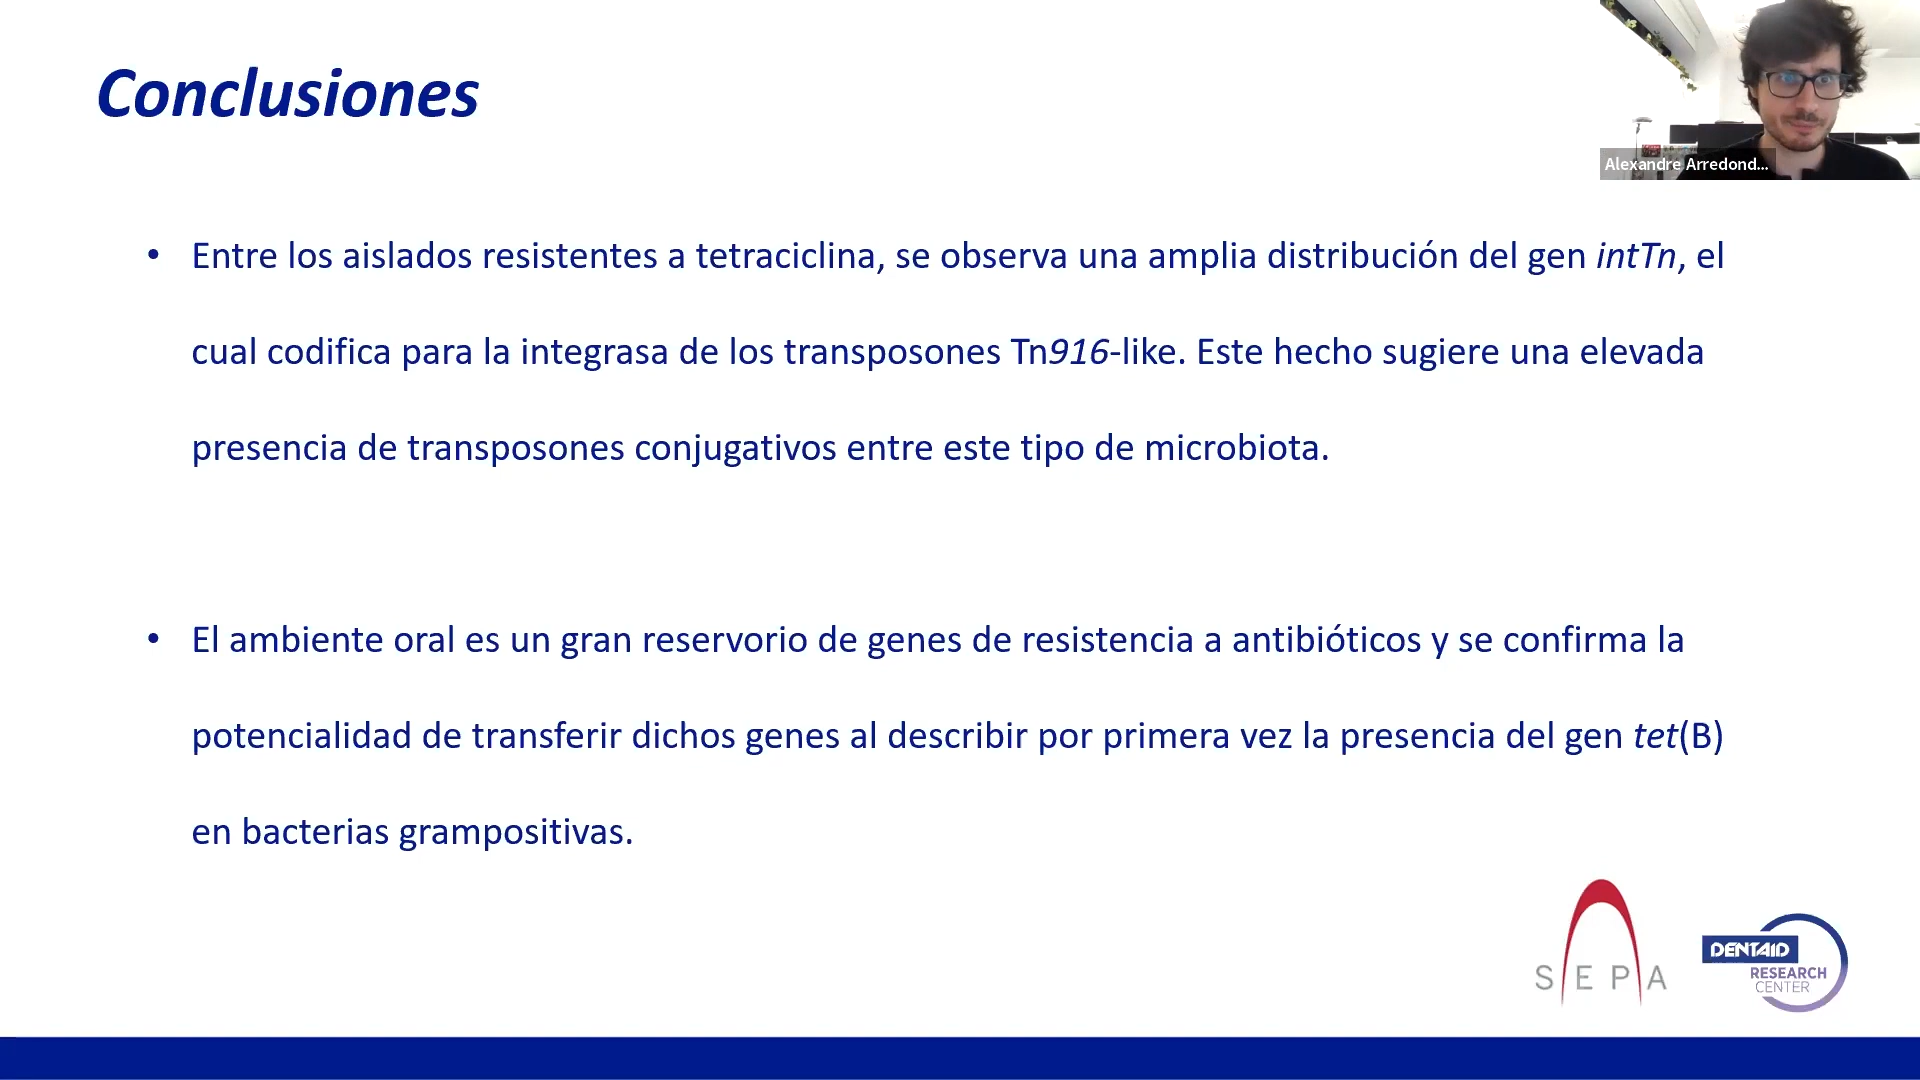 Conclusiones
Alexandre Arredond...
• Entre los aislados resistentes a tetraciclina, se observa una amplia distribución del gen intTn, el
cual codifica para la integrasa de los transposones Tn916-like. Este hecho sugiere una elevada
presencia de transposones conjugativos entre este tipo de microbiota.
• El ambiente oral es un gran reservorio de genes de resistencia a antibióticos y se confirma la
potencialidad de transferir dichos genes al describir por primera vez la presencia del gen tet(B)
en bacterias grampositivas.
SEPA
DENTAID
RESEARCH
CENTER